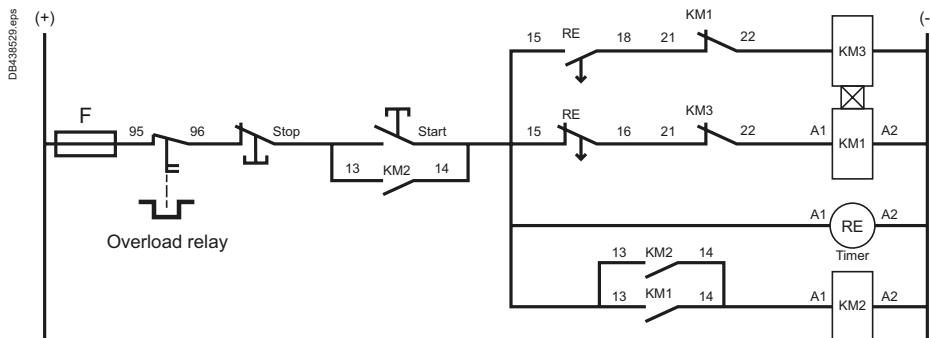 DB438529.eps
(+)
(-
KM1
15 RE 18 21 22
KM3
F
95 96 Stop Start
15 RE 16 21 KM3 22 A1 KM1 A2
13 KM2 14
Overload relay
A1 RE A2
Timer
13 KM2 14
13 KM1 14 A1 KM2 A2